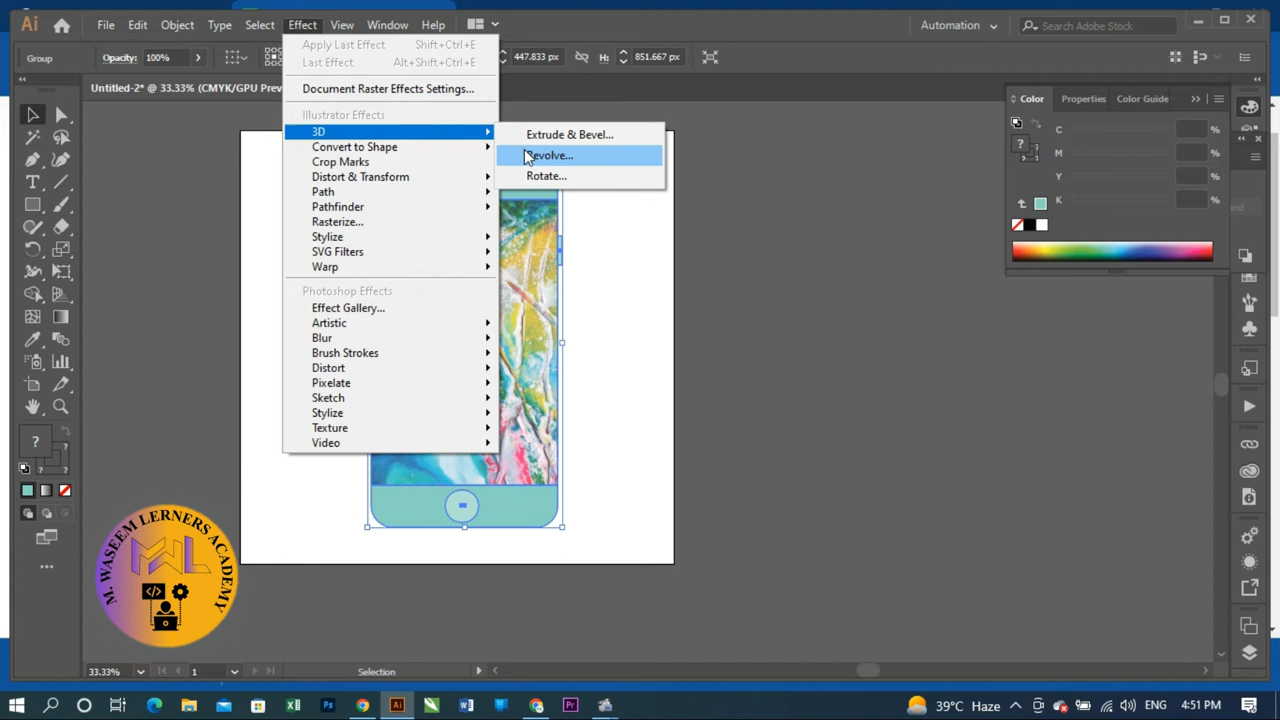 Ai
File Edit Object Type Select Effect View Window Help
Automation
Search Adobe Stock
Group
Opacity: 100%
447.833 px
H: 851.667 px
Untitled-2* @ 33.33% (CMYK/GPU Prev
Apply Last Effect Shift+Ctrl+E
Last Effect Alt+Shift+Ctrl+E
Document Raster Effects Settings...
Illustrator Effects
3D
Convert to Shape
Crop Marks
Distort & Transform
Path
Pathfinder
Rasterize...
Stylize
SVG Filters
Warp
Photoshop Effects
Effect Gallery...
Artistic
Blur
Brush Strokes
Distort
Pixelate
Sketch
Stylize
Texture
Video
Extrude & Bevel...
Revolve...
Rotate...
Color Properties Color Guide
C %
M %
Y %
K %
?
?
M. WASEEM LERNERS ACADEMY
33.33%
1
Selection
39°C Haze
ENG
4:51 PM